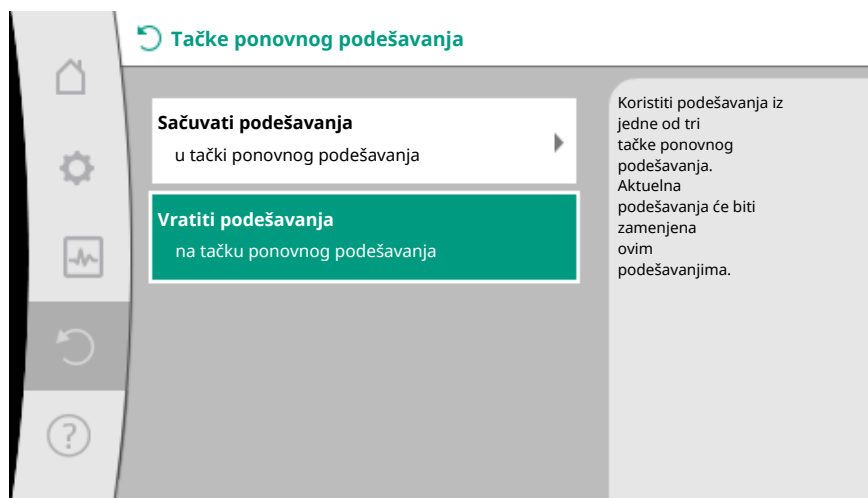 Tačke ponovnog podešavanja
Sačuvati podešavanja
u tački ponovnog podešavanja
Vratiti podešavanja
na tačku ponovnog podešavanja
Koristiti podešavanja iz
jedne od tri
tačke ponovnog
podešavanja.
Aktuelna
podešavanja će biti
zamenjena
ovim
podešavanjima.
?